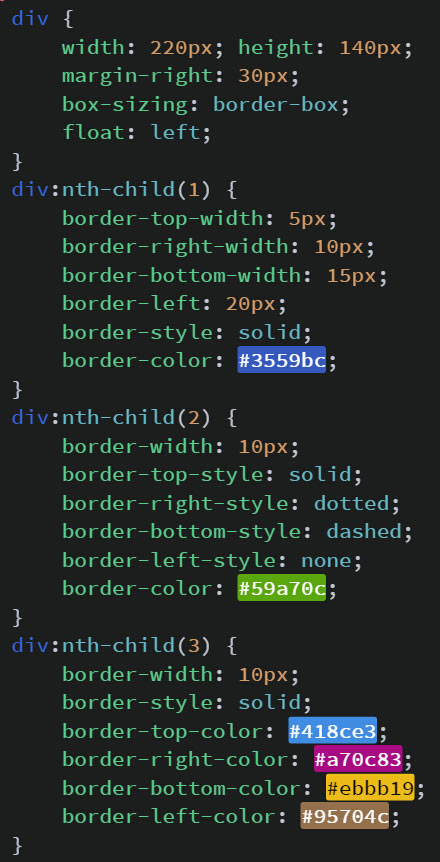 div {
    width: 220px; height: 140px;
    margin-right: 30px;
    box-sizing: border-box;
    float: left;
}
div:nth-child(1) {
    border-top-width: 5px;
    border-right-width: 10px;
    border-bottom-width: 15px;
    border-left: 20px;
    border-style: solid;
    border-color: #3559bc;
}
div:nth-child(2) {
    border-width: 10px;
    border-top-style: solid;
    border-right-style: dotted;
    border-bottom-style: dashed;
    border-left-style: none;
    border-color: #59a70c;
}
div:nth-child(3) {
    border-width: 10px;
    border-style: solid;
    border-top-color: #418ce3;
    border-right-color: #a70c83;
    border-bottom-color: #ebbb19;
    border-left-color: #95704c;
}